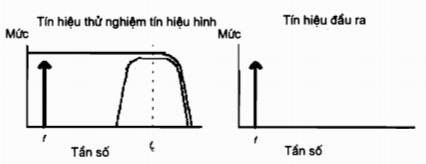 Tín hiệu thử nghiệm tín hiệu hình
Tín hiệu đầu ra
Mức
Mức
f
f
Tần số
Tần số